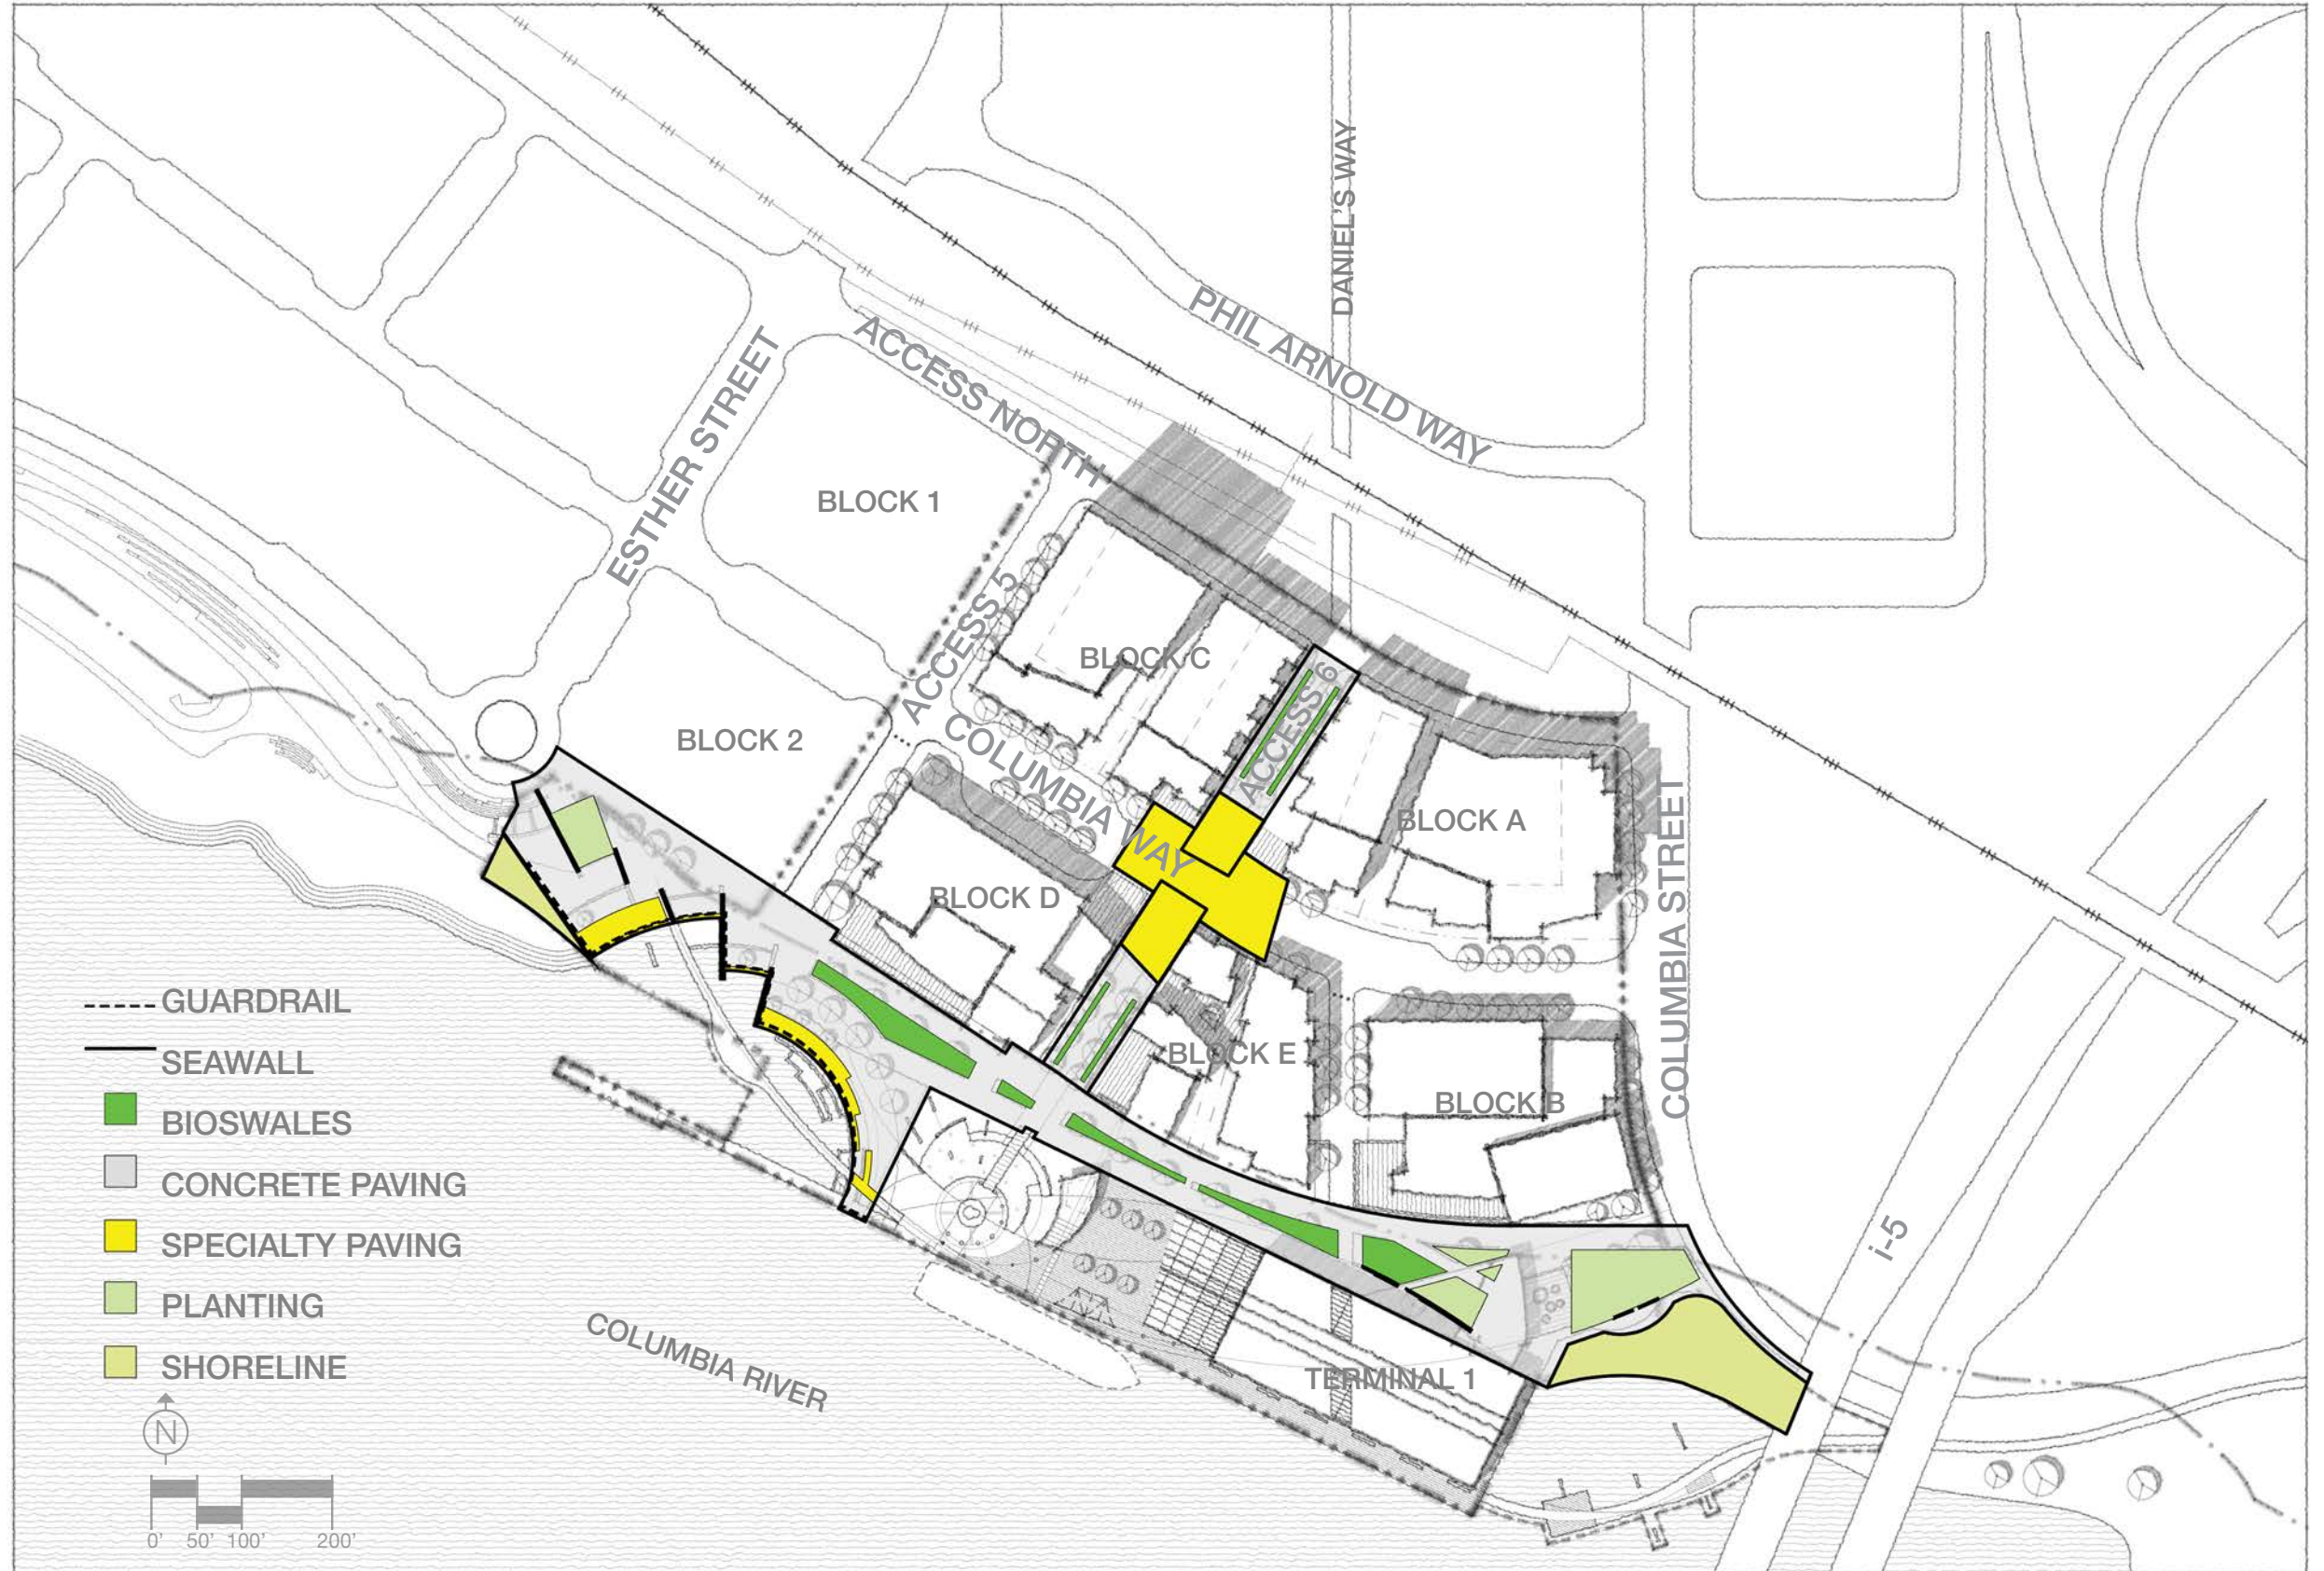 DANIEL'S WAY
PHIL ARNOLD WAY
ACCESS NORTH
ESTHER STREET
BLOCK 1
ACCESS 5
BLOCK C
ACCESS 6
BLOCK 2
COLUMBIA WAY
BLOCK A
COLUMBIA STREET
BLOCK D
BLOCK E
BLOCK B
i-5
TERMINAL 1
COLUMBIA RIVER
GUARDRAIL
SEAWALL
BIOSWALES
CONCRETE PAVING
SPECIALTY PAVING
PLANTING
SHORELINE
N
0' 50' 100' 200'